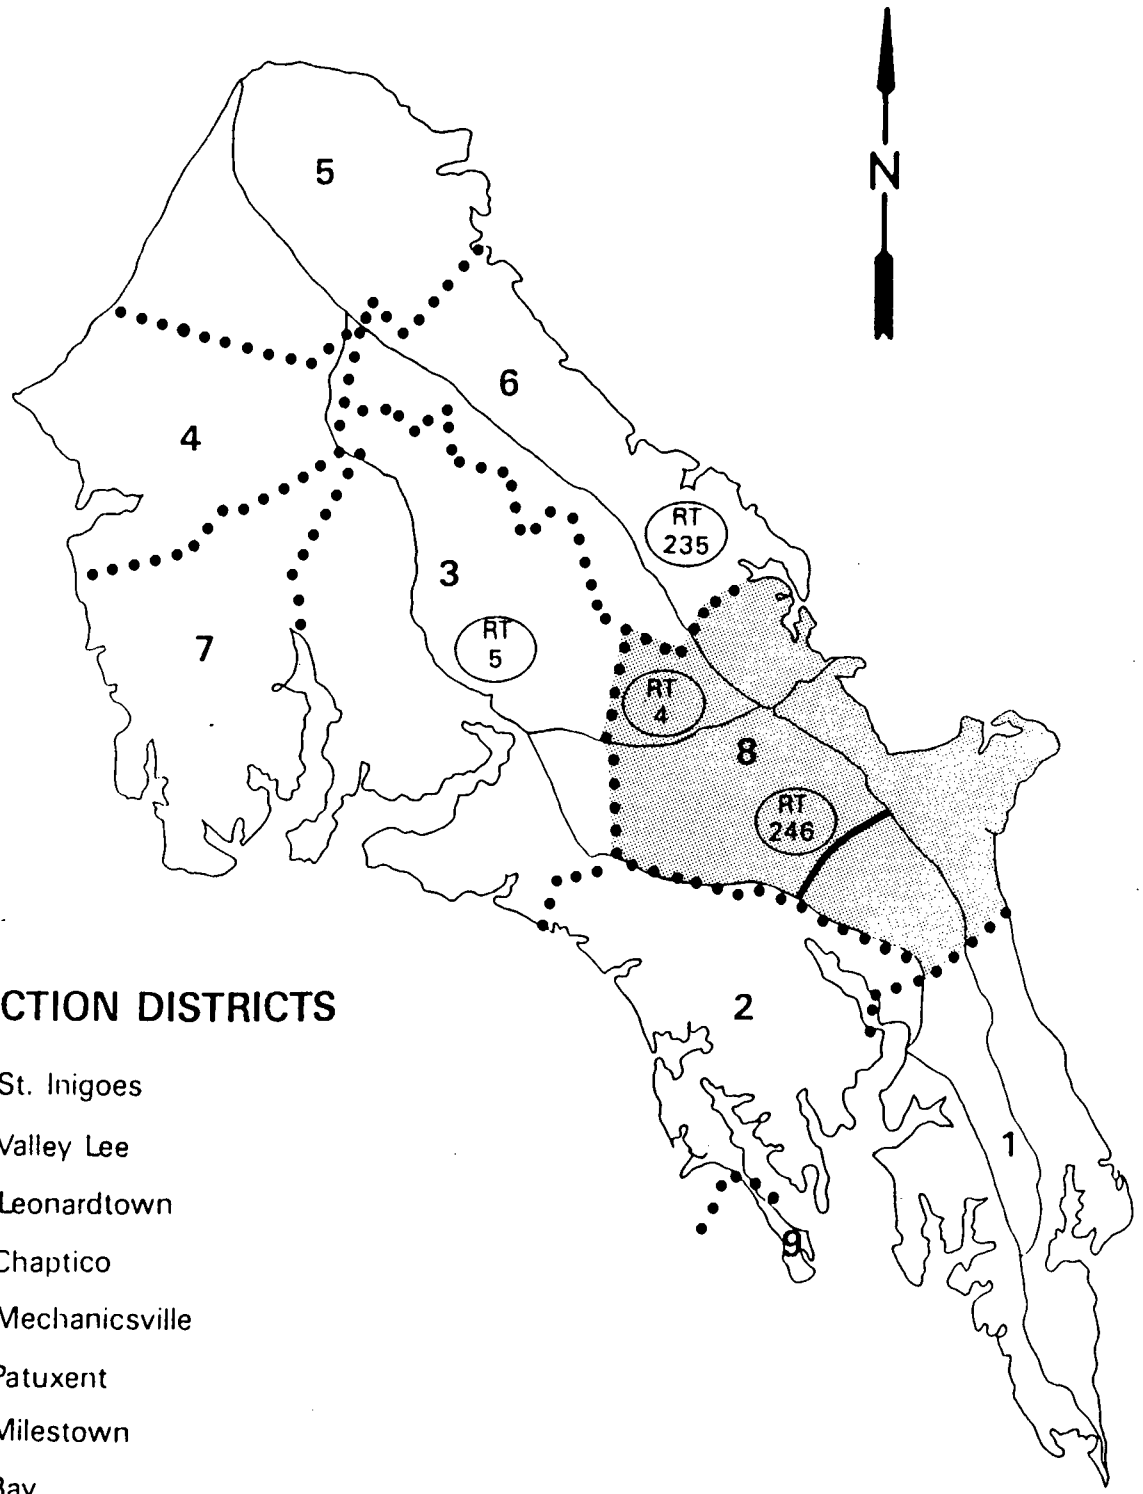 N
5
6
4
RT
235
3
7
RT
5
RT
4
8
RT
246
2
1
9
CTION DISTRICTS
St. Inigoes
Valley Lee
Leonardtown
Chaptico
Mechanicsville
Patuxent
Milestown
Bay